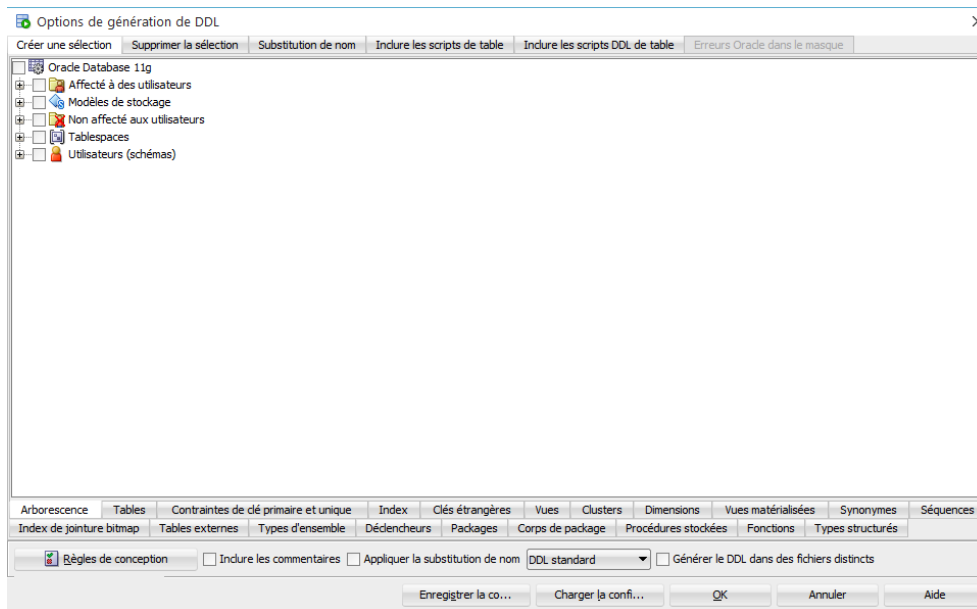 Options de génération de DDL
Créer une sélection Supprimer la sélection Substitution de nom Inclure les scripts de table Inclure les scripts DDL de table Erreurs Oracle dans le masque
Oracle Database 11g
Affecté à des utilisateurs
Modèles de stockage
Non affecté aux utilisateurs
Tablespaces
Utilisateurs (schémas)
Arborescence Tables Contraintes de clé primaire et unique Index Clés étrangères Vues Clusters Dimensions Vues matérialisées Synonymes Séquences
Index de jointure bitmap Tables externes Types d'ensemble Déclencheurs Packages Corps de package Procédures stockées Fonctions Types structurés
Règles de conception Inclure les commentaires Appliquer la substitution de nom DDL standard Générer le DDL dans des fichiers distincts
Enregistrer la co... Charger la confi... OK Annuler Aide